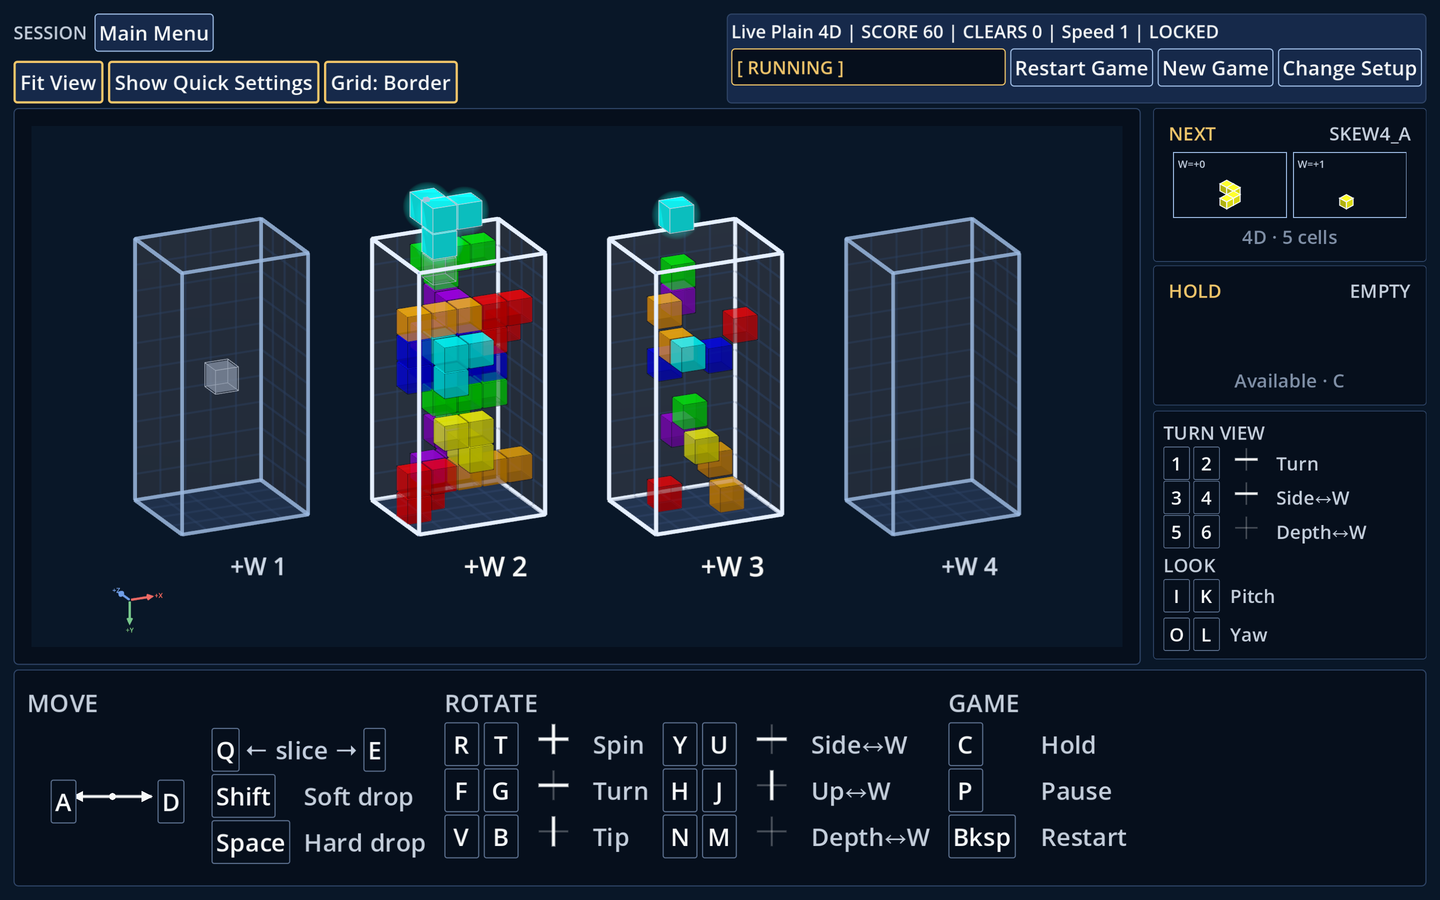 SESSION Main Menu
Fit View Show Quick Settings Grid: Border
Live Plain 4D | SCORE 60 | CLEARS 0 | Speed 1 | LOCKED
[ RUNNING ] Restart Game New Game Change Setup
NEXT SKEW4_A
W=+0 W=+1
4D · 5 cells
HOLD EMPTY
Available · C
TURN VIEW
1 2 Turn
3 4 Side↔W
5 6 Depth↔W
LOOK
I K Pitch
O L Yaw
+W 1 +W 2 +W 3 +W 4
+Z +X
+Y
MOVE
A D
Q ← slice → E
Shift Soft drop
Space Hard drop
ROTATE
R T Spin Y U Side↔W
F G Turn H J Up↔W
V B Tip N M Depth↔W
GAME
C Hold
P Pause
Bksp Restart